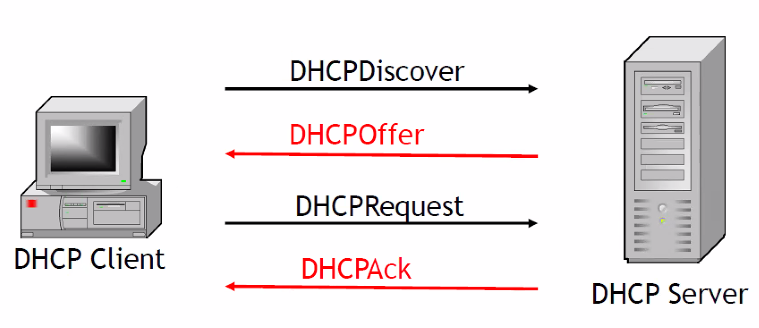 DHCPDiscover
DHCPOffer
DHCPRequest
DHCPAck
DHCP Client
DHCP Server